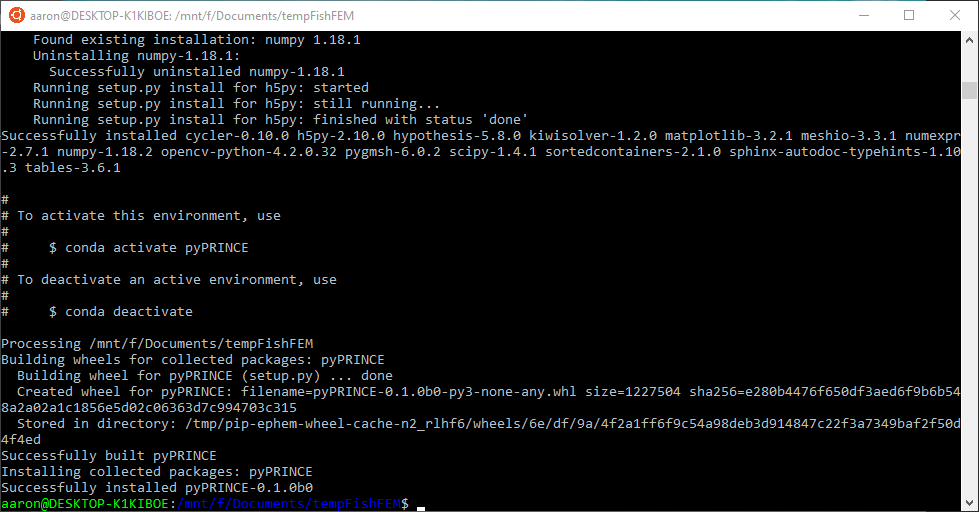 aaron@DESKTOP-K1KIBOE: /mnt/f/Documents/tempFishFEM
    Found existing installation: numpy 1.18.1
    Uninstalling numpy-1.18.1:
      Successfully uninstalled numpy-1.18.1
    Running setup.py install for h5py: started
    Running setup.py install for h5py: still running...
    Running setup.py install for h5py: finished with status 'done'
Successfully installed cycler-0.10.0 h5py-2.10.0 hypothesis-5.8.0 kiwisolver-1.2.0 matplotlib-3.2.1 meshio-3.3.1 numexpr
-2.7.1 numpy-1.18.2 opencv-python-4.2.0.32 pygmsh-6.0.2 scipy-1.4.1 sortedcontainers-2.1.0 sphinx-autodoc-typehints-1.10
.3 tables-3.6.1

#
# To activate this environment, use
#
#     $ conda activate pyPRINCE
#
# To deactivate an active environment, use
#
#     $ conda deactivate

Processing /mnt/f/Documents/tempFishFEM
Building wheels for collected packages: pyPRINCE
  Building wheel for pyPRINCE (setup.py) ... done
  Created wheel for pyPRINCE: filename=pyPRINCE-0.1.0b0-py3-none-any.whl size=1227504 sha256=e280b4476f650df3aed6f9b6b54
8a2a02a1c1856e5d02c06363d7c994703c315
  Stored in directory: /tmp/pip-ephem-wheel-cache-n2_rlhf6/wheels/6e/df/9a/4f2a1ff6f9c54a98deb3d914847c22f3a7349baf2f50d
4f4ed
Successfully built pyPRINCE
Installing collected packages: pyPRINCE
Successfully installed pyPRINCE-0.1.0b0
aaron@DESKTOP-K1KIBOE:/mnt/f/Documents/tempFishFEM$